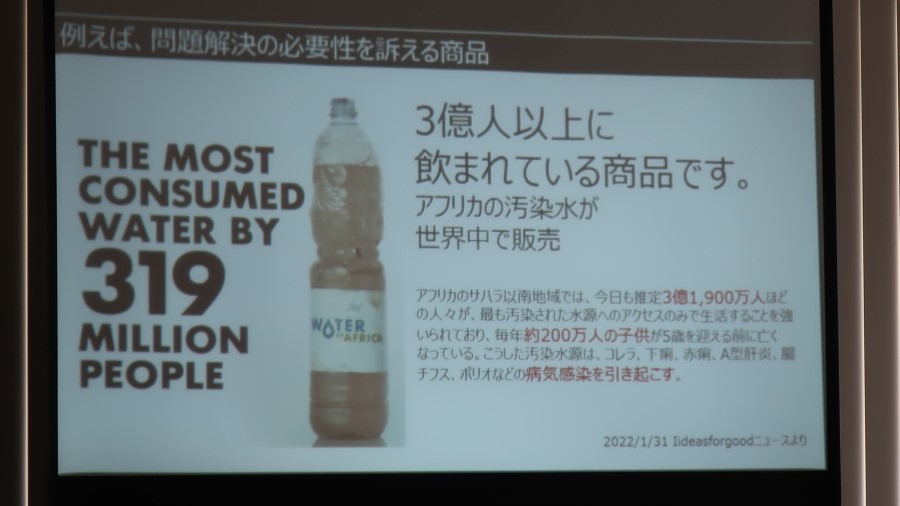 例えば、問題解決の必要性を訴える商品
THE MOST
CONSUMED
WATER BY
319
MILLION
PEOPLE
WATER
OF AFRICA
3億人以上に
飲まれている商品です。
アフリカの汚染水が
世界中で販売
アフリカのサハラ以南地域では、今日も推定3億1,900万人ほど
の人々が、最も汚染された水源へのアクセスのみで生活することを強
いられており、毎年約200万人の子供が5歳を迎える前に亡く
なっている。こうした汚染水源は、コレラ、下痢、赤痢、A型肝炎、腸
チフス、ポリオなどの病気感染を引き起こす。
2022/1/31 Iideasforgoodニュースより